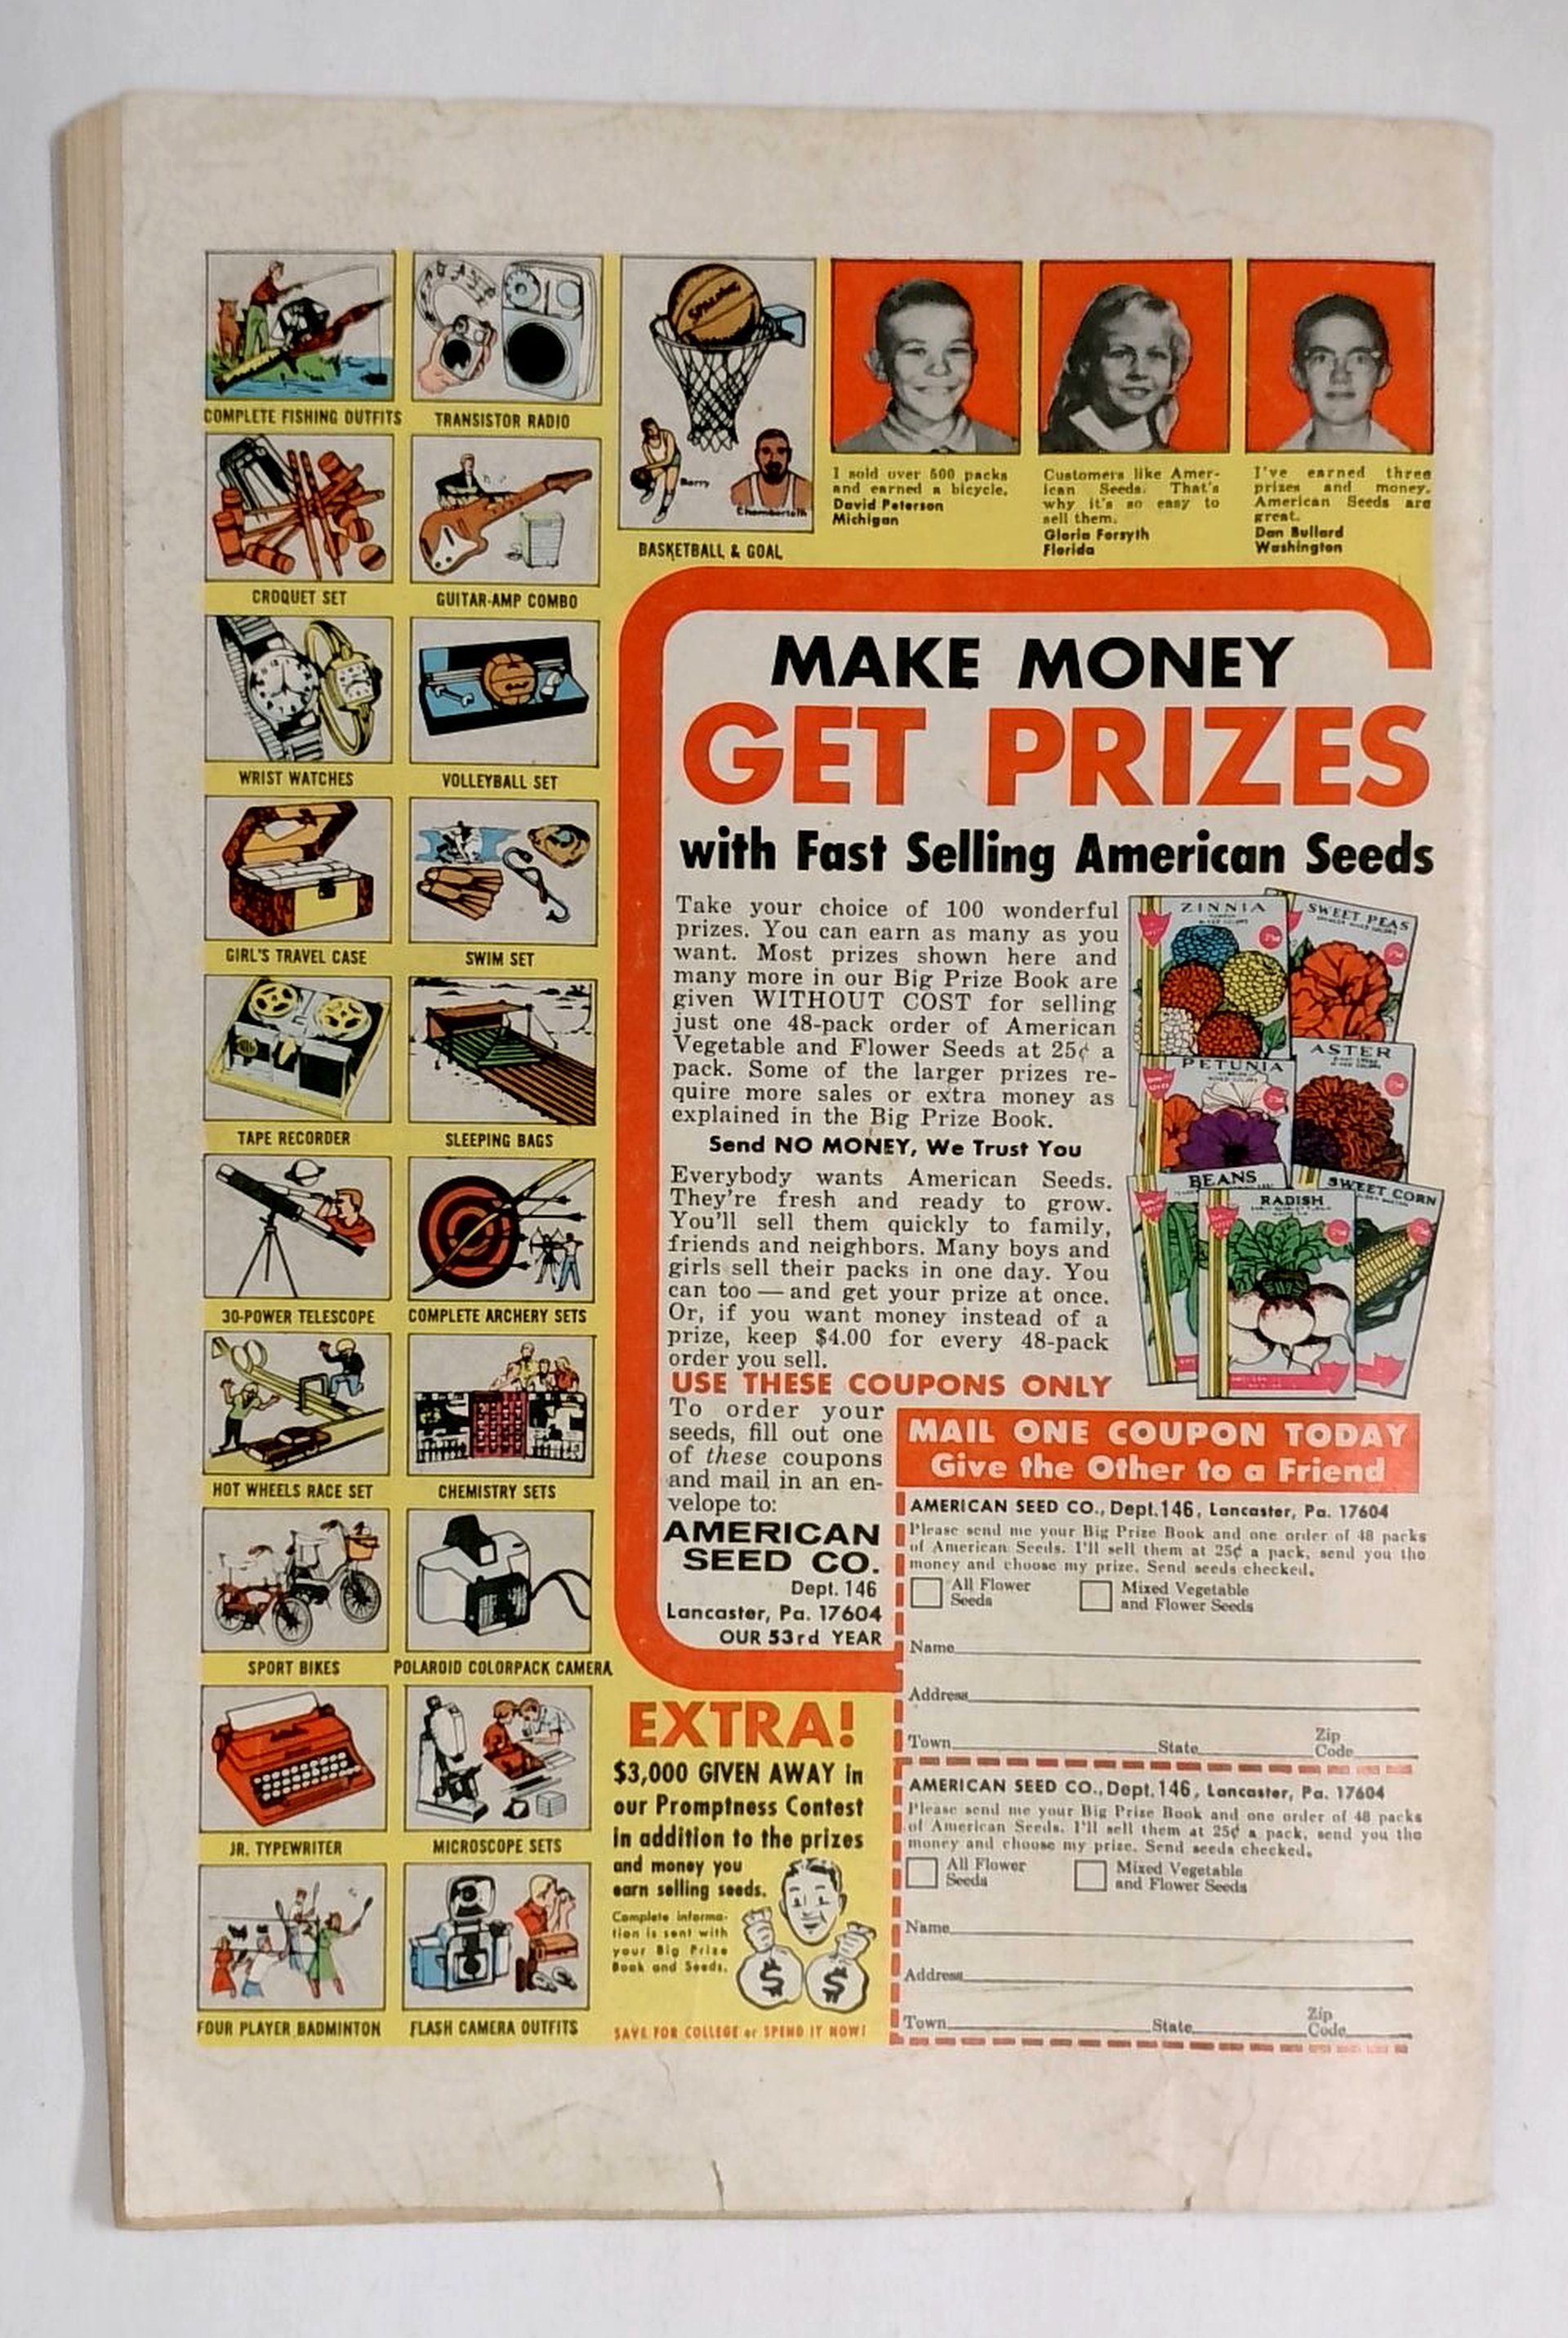 COMPLETE FISHING OUTFITS
TRANSISTOR RADIO
CROQUET SET
GUITAR-AMP COMBO
WRIST WATCHES
VOLLEYBALL SET
GIRL'S TRAVEL CASE
SWIM SET
TAPE RECORDER
SLEEPING BAGS
30-POWER TELESCOPE
COMPLETE ARCHERY SETS
HOT WHEELS RACE SET
CHEMISTRY SETS
SPORT BIKES
POLAROID COLORPACK CAMERA
JR. TYPEWRITER
MICROSCOPE SETS
FOUR PLAYER BADMINTON
FLASH CAMERA OUTFITS
SPALDING
Barry
Chamberlain
BASKETBALL & GOAL
I sold over 500 packs
and earned a bicycle.
David Peterson
Michigan
Customers like Amer-
ican Seeds. That's
why it's so easy to
sell them.
Gloria Forsyth
Florida
I've earned three
prizes and money.
American Seeds are
great.
Dan Bullard
Washington
MAKE MONEY
GET PRIZES
with Fast Selling American Seeds
Take your choice of 100 wonderful
prizes. You can earn as many as you
want. Most prizes shown here and
many more in our Big Prize Book are
given WITHOUT COST for selling
just one 48-pack order of American
Vegetable and Flower Seeds at 25¢ a
pack. Some of the larger prizes re-
quire more sales or extra money as
explained in the Big Prize Book.
Send NO MONEY, We Trust You
Everybody wants American Seeds.
They're fresh and ready to grow.
You'll sell them quickly to family,
friends and neighbors. Many boys and
girls sell their packs in one day. You
can too — and get your prize at once.
Or, if you want money instead of a
prize, keep $4.00 for every 48-pack
order you sell.
ZINNIA
SWEET PEAS
PETUNIA
ASTER
BEANS
RADISH
SWEET CORN
USE THESE COUPONS ONLY
To order your
seeds, fill out one
of these coupons
and mail in an en-
velope to:
AMERICAN
SEED CO.
Dept. 146
Lancaster, Pa. 17604
OUR 53rd YEAR
MAIL ONE COUPON TODAY
Give the Other to a Friend
AMERICAN SEED CO., Dept. 146, Lancaster, Pa. 17604
Please send me your Big Prize Book and one order of 48 packs
of American Seeds. I'll sell them at 25¢ a pack, send you the
money and choose my prize. Send seeds checked.
All Flower
Seeds
Mixed Vegetable
and Flower Seeds
Name
Address
Town State Zip
Code
AMERICAN SEED CO., Dept. 146, Lancaster, Pa. 17604
Please send me your Big Prize Book and one order of 48 packs
of American Seeds. I'll sell them at 25¢ a pack, send you the
money and choose my prize. Send seeds checked.
All Flower
Seeds
Mixed Vegetable
and Flower Seeds
Name
Address
Town State Zip
Code
EXTRA!
$3,000 GIVEN AWAY in
our Promptness Contest
in addition to the prizes
and money you
earn selling seeds.
Complete informa-
tion is sent with
your Big Prize
Book and Seeds.
$ $
SAVE FOR COLLEGE or SPEND IT NOW!